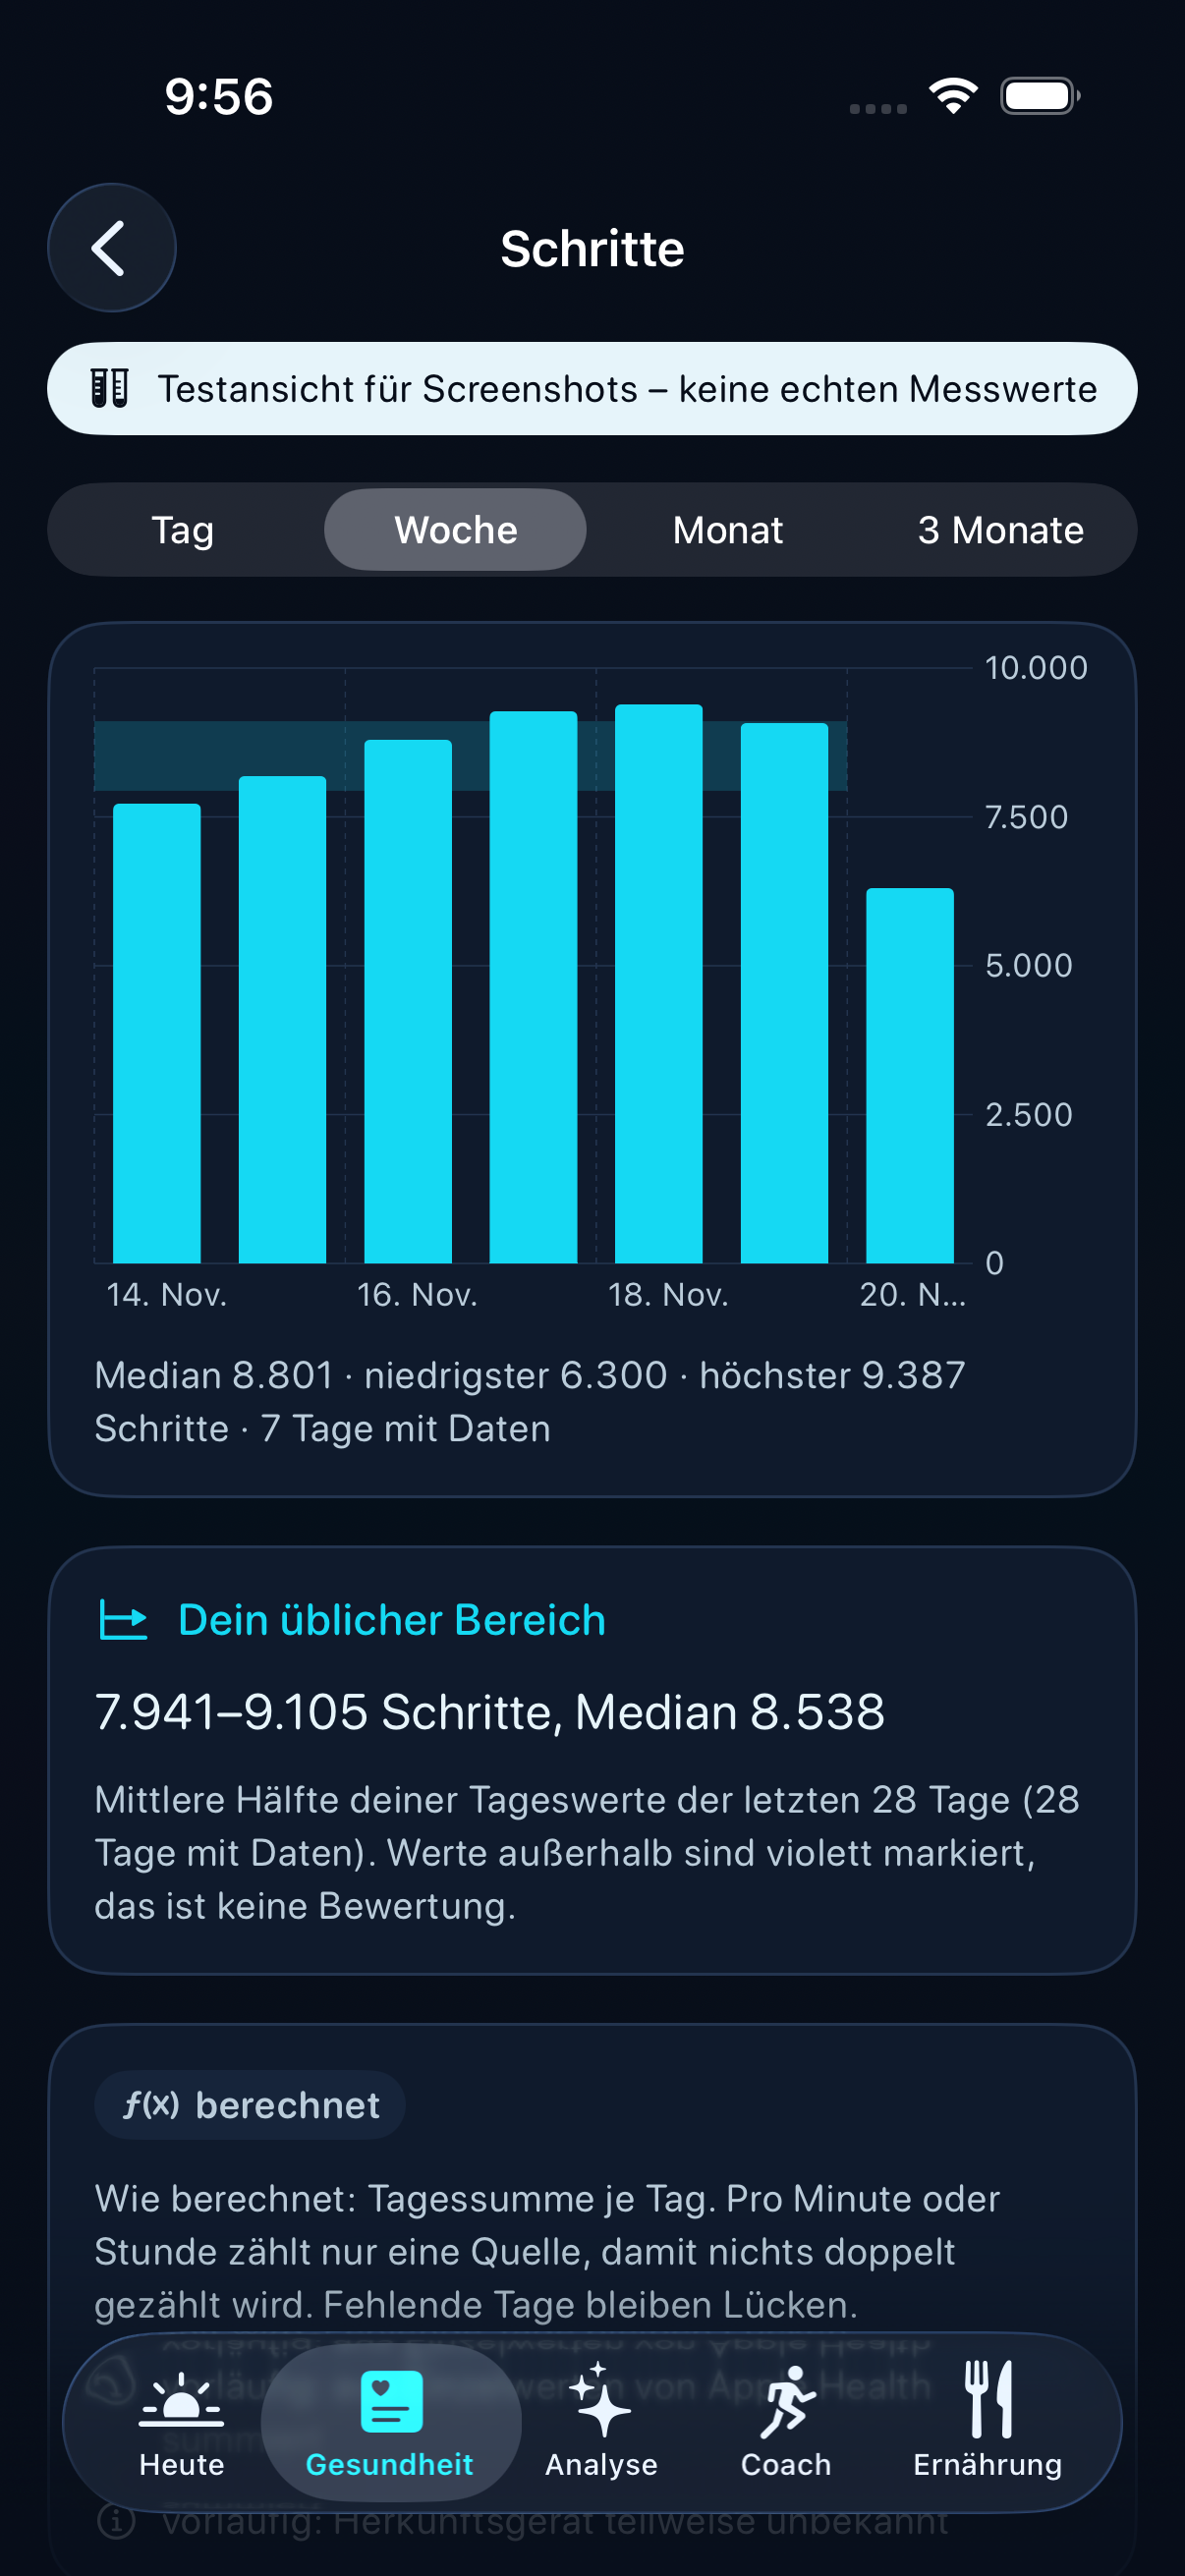 9:56
Schritte
Testansicht für Screenshots – keine echten Messwerte
Tag Woche Monat 3 Monate
10.000
7.500
5.000
2.500
0
14. Nov. 16. Nov. 18. Nov. 20. N...
Median 8.801 · niedrigster 6.300 · höchster 9.387
Schritte · 7 Tage mit Daten
Dein üblicher Bereich
7.941–9.105 Schritte, Median 8.538
Mittlere Hälfte deiner Tageswerte der letzten 28 Tage (28
Tage mit Daten). Werte außerhalb sind violett markiert,
das ist keine Bewertung.
f(x) berechnet
Wie berechnet: Tagessumme je Tag. Pro Minute oder
Stunde zählt nur eine Quelle, damit nichts doppelt
gezählt wird. Fehlende Tage bleiben Lücken.
von Apple Health
Heute Gesundheit Analyse Coach Ernährung
vorläufig: Herkunftsgerät teilweise unbekannt